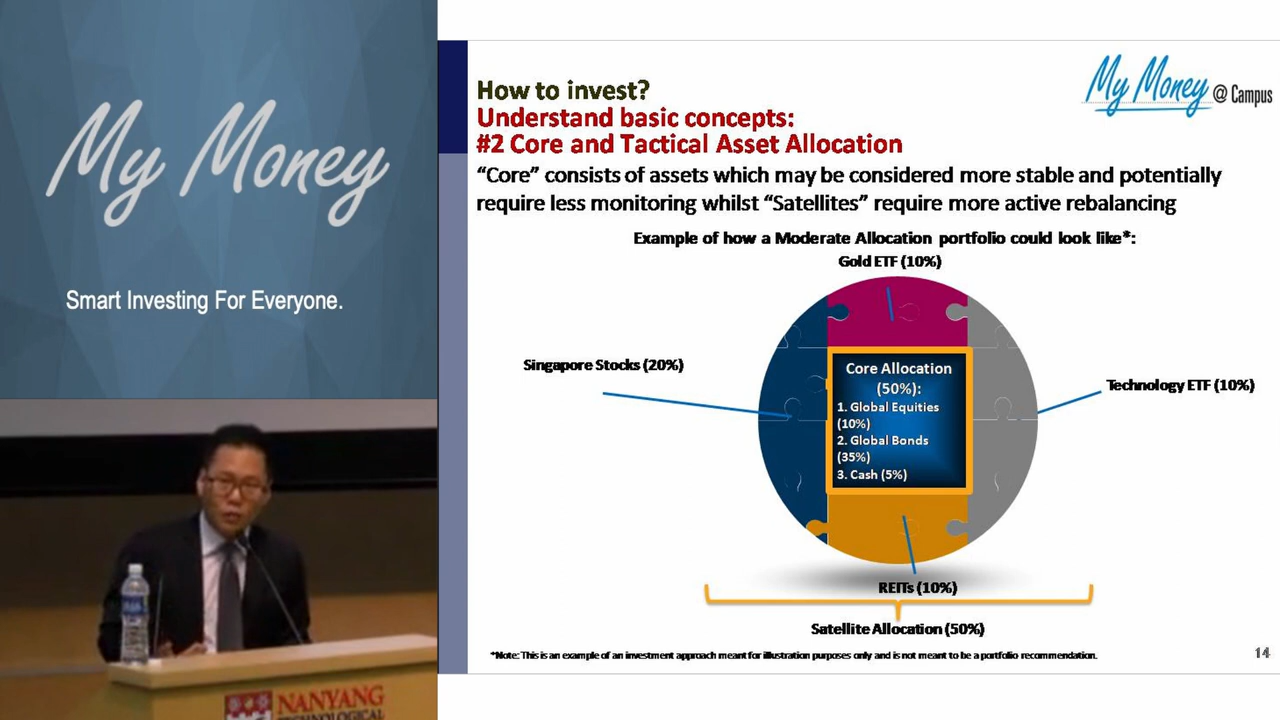 My Money
Smart Investing For Everyone.
NANYANG
TECHNOLOGICAL
My Money @ Campus
How to invest?
Understand basic concepts:
#2 Core and Tactical Asset Allocation
“Core” consists of assets which may be considered more stable and potentially
require less monitoring whilst “Satellites” require more active rebalancing
Example of how a Moderate Allocation portfolio could look like*:
Gold ETF (10%)
Singapore Stocks (20%)
Core Allocation
(50%):
1. Global Equities
(10%)
2. Global Bonds
(35%)
3. Cash (5%)
Technology ETF (10%)
REITs (10%)
Satellite Allocation (50%)
*Note: This is an example of an investment approach meant for illustration purposes only and is not meant to be a portfolio recommendation.
14